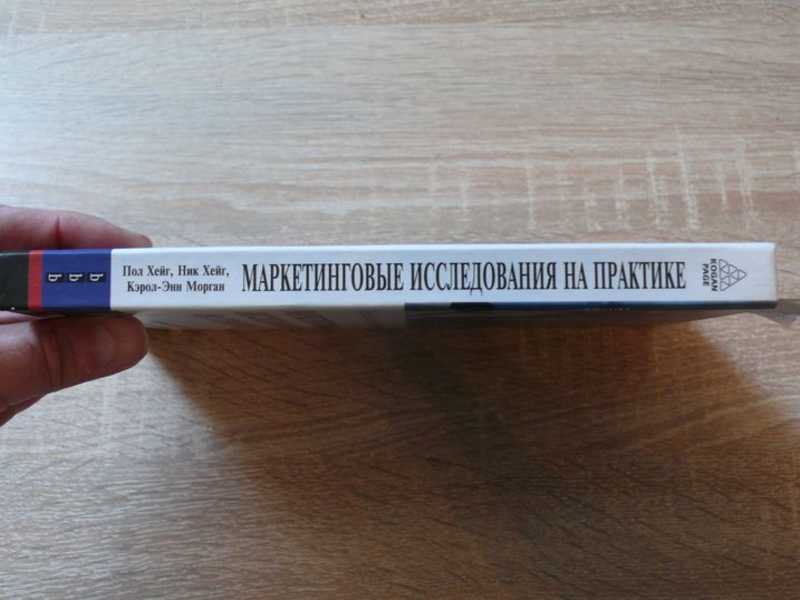 Пол Хейг, Ник Хейг,
Кэрол-Энн Морган
МАРКЕТИНГОВЫЕ ИССЛЕДОВАНИЯ НА ПРАКТИКЕ
KOGAN
PAGE